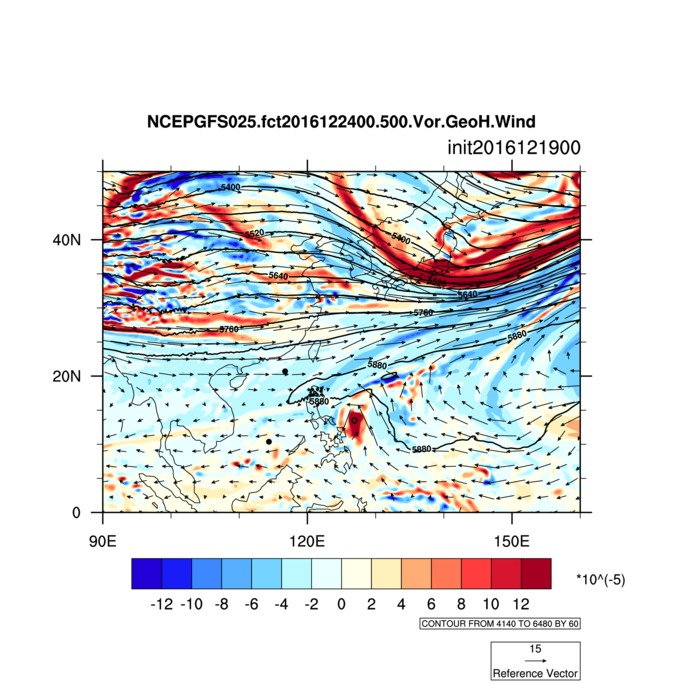 NCEPGFS025.fct2016122400.500.Vor.GeoH.Wind
init2016121900
5400
40N
5520
5400
5640
5640
5760
5760
5880
5880
20N
5880
5880
0
90E 120E 150E
-12 -10 -8 -6 -4 -2 0 2 4 6 8 10 12 *10^(-5)
CONTOUR FROM 4140 TO 6480 BY 60
15
Reference Vector